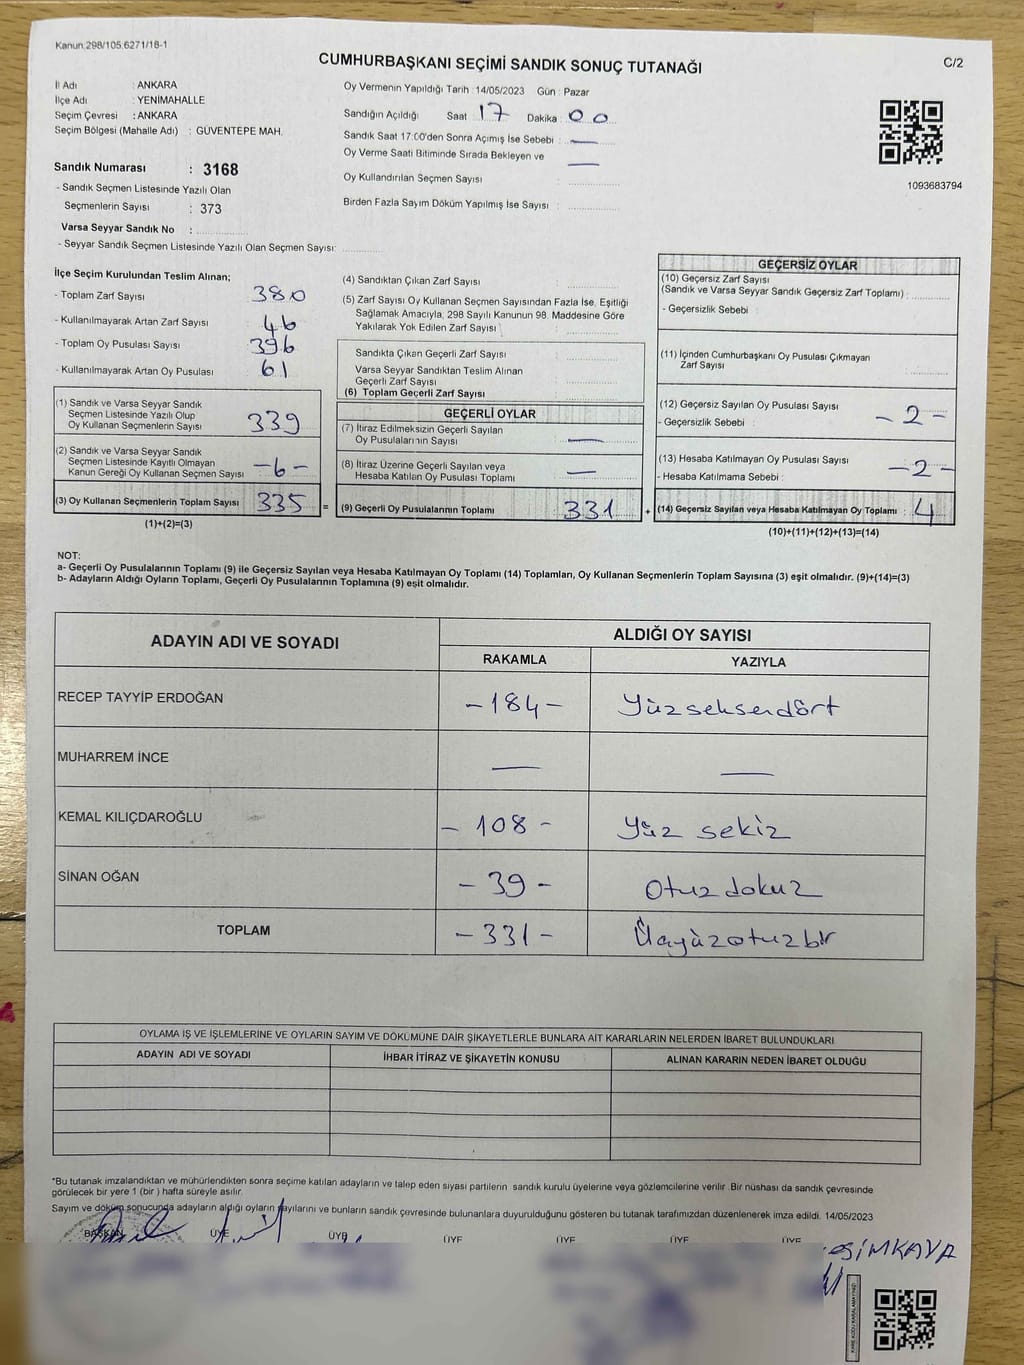 Kanun:298/105,6271/18-1
CUMHURBAŞKANI SEÇİMİ SANDIK SONUÇ TUTANAĞI
C/2
İl Adı : ANKARA
İlçe Adı : YENİMAHALLE
Seçim Çevresi : ANKARA
Seçim Bölgesi (Mahalle Adı) : GÜVENTEPE MAH.
Oy Vermenin Yapıldığı Tarih : 14/05/2023 Gün : Pazar
Sandığın Açıldığı Saat 17 Dakika : 00
Sandık Saat 17:00'den Sonra Açımış İse Sebebi : —
Oy Verme Saati Bitiminde Sırada Bekleyen ve —
Oy Kullandırılan Seçmen Sayısı :
Birden Fazla Sayım Döküm Yapılmış İse Sayısı :
1093683794
Sandık Numarası : 3168
- Sandık Seçmen Listesinde Yazılı Olan
Seçmenlerin Sayısı : 373
Varsa Seyyar Sandık No :
- Seyyar Sandık Seçmen Listesinde Yazılı Olan Seçmen Sayısı:
İlçe Seçim Kurulundan Teslim Alınan;
- Toplam Zarf Sayısı 380
- Kullanılmayarak Artan Zarf Sayısı : 46
- Toplam Oy Pusulası Sayısı 396
- Kullanılmayarak Artan Oy Pusulası : 61
(1) Sandık ve Varsa Seyyar Sandık
Seçmen Listesinde Yazılı Olup
Oy Kullanan Seçmenlerin Sayısı : 339
(2) Sandık ve Varsa Seyyar Sandık
Seçmen Listesinde Kayıtlı Olmayan
Kanun Gereği Oy Kullanan Seçmen Sayısı -6-
(3) Oy Kullanan Seçmenlerin Toplam Sayısı 335 =
(1)+(2)=(3)
(4) Sandıktan Çıkan Zarf Sayısı :
(5) Zarf Sayısı Oy Kullanan Seçmen Sayısından Fazla İse, Eşitliği
Sağlamak Amacıyla, 298 Sayılı Kanunun 98. Maddesine Göre
Yakılarak Yok Edilen Zarf Sayısı :
Sandıkta Çıkan Geçerli Zarf Sayısı :
Varsa Seyyar Sandıktan Teslim Alınan
Geçerli Zarf Sayısı :
(6) Toplam Geçerli Zarf Sayısı :
GEÇERLİ OYLAR
(7) İtiraz Edilmeksizin Geçerli Sayılan
Oy Pusulalarının Sayısı : —
(8) İtiraz Üzerine Geçerli Sayılan veya
Hesaba Katılan Oy Pusulası Toplamı : —
(9) Geçerli Oy Pusulalarının Toplamı : 331 +
GEÇERSİZ OYLAR
(10) Geçersiz Zarf Sayısı
(Sandık ve Varsa Seyyar Sandık Geçersiz Zarf Toplamı) :
- Geçersizlik Sebebi :
(11) İçinden Cumhurbaşkanı Oy Pusulası Çıkmayan
Zarf Sayısı :
(12) Geçersiz Sayılan Oy Pusulası Sayısı : -2-
- Geçersizlik Sebebi :
(13) Hesaba Katılmayan Oy Pusulası Sayısı : -2-
- Hesaba Katılmama Sebebi :
(14) Geçersiz Sayılan veya Hesaba Katılmayan Oy Toplamı : 4
(10)+(11)+(12)+(13)=(14)
NOT:
a- Geçerli Oy Pusulalarının Toplamı (9) ile Geçersiz Sayılan veya Hesaba Katılmayan Oy Toplamı (14) Toplamları, Oy Kullanan Seçmenlerin Toplam Sayısına (3) eşit olmalıdır. (9)+(14)=(3)
b- Adayların Aldığı Oyların Toplamı, Geçerli Oy Pusulalarının Toplamına (9) eşit olmalıdır.
ADAYIN ADI VE SOYADI ALDIĞI OY SAYISI
RAKAMLA YAZIYLA
RECEP TAYYİP ERDOĞAN -184- Yüzseksendört
MUHARREM İNCE — —
KEMAL KILIÇDAROĞLU -108- Yüz sekiz
SİNAN OĞAN -39- Otuz dokuz
TOPLAM -331- Üçyüzotuzbir
OYLAMA İŞ VE İŞLEMLERİNE VE OYLARIN SAYIM VE DÖKÜMÜNE DAİR ŞİKAYETLERLE BUNLARA AİT KARARLARIN NELERDEN İBARET BULUNDUKLARI
ADAYIN ADI VE SOYADI İHBAR İTİRAZ VE ŞİKAYETİN KONUSU ALINAN KARARIN NEDEN İBARET OLDUĞU
*Bu tutanak imzalandıktan ve mühürlendikten sonra seçime katılan adayların ve talep eden siyasi partilerin sandık kurulu üyelerine veya gözlemcilerine verilir. Bir nüshası da sandık çevresinde
görülecek bir yere 1 (bir) hafta süreyle asılır.
Sayım ve döküm sonucunda adayların aldığı oyların sayılarını ve bunların sandık çevresinde bulunanlara duyurulduğunu gösteren bu tutanak tarafımızdan düzenlenerek imza edildi. 14/05/2023
BAŞKAN ÜYE ÜYE ÜYE ÜYE ÜYE ÜYE